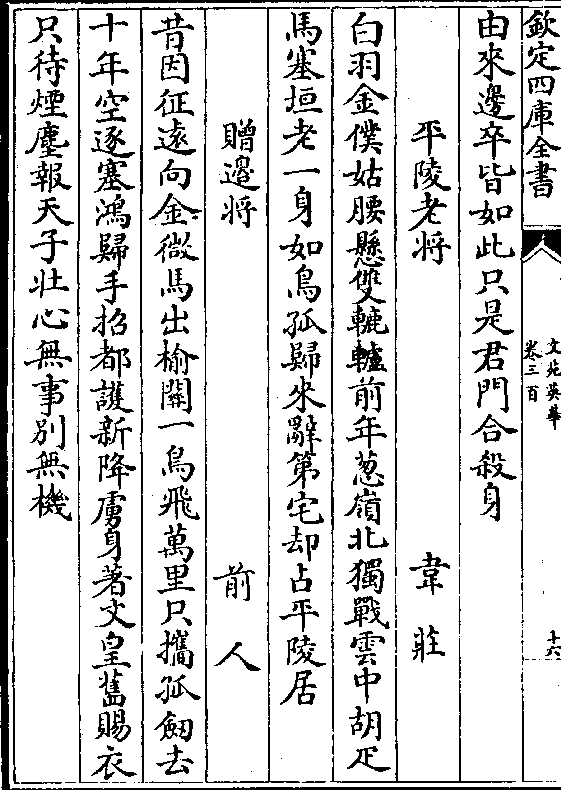 欽定四庫全書
文苑英華
卷三百
十六
由來邊卒皆如此只是君門合殺身
平陵老將 韋莊
白羽金僕姑腰懸雙轆轤前年葱嶺北獨戰雲中胡疋
馬塞垣老一身如鳥孤歸來辭第宅却占平陵居
贈邊將 前人
昔因征遠向金微馬出榆關一鳥飛萬里只攜孤劒去
十年空逐塞鴻歸手招都護新降虜身著文皇舊賜衣
只待煙塵報天子壯心無事別無機